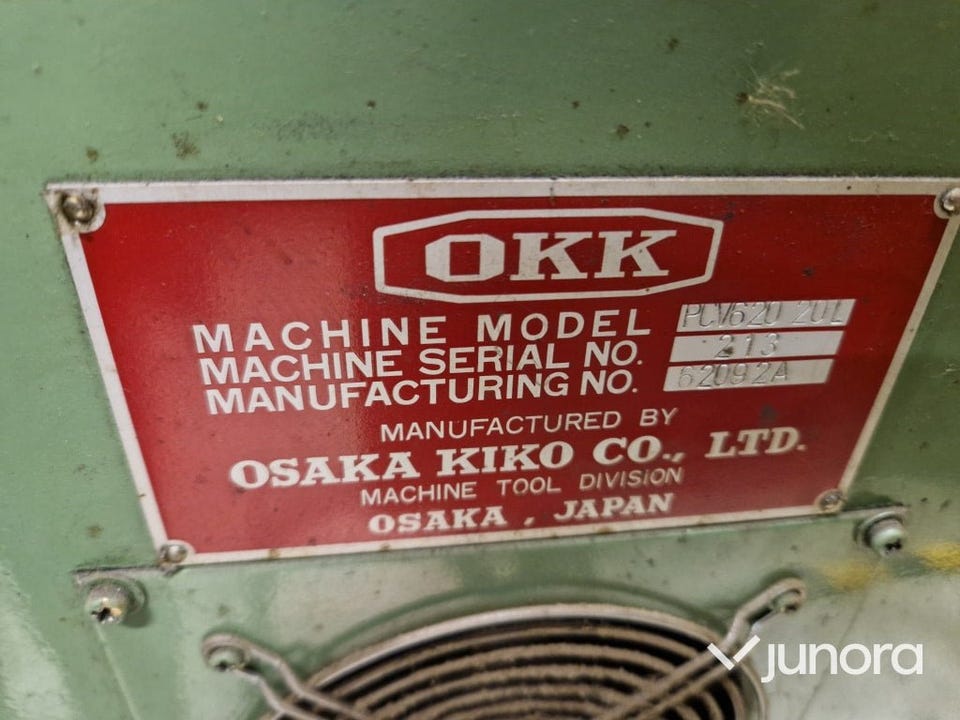 OKK
MACHINE MODEL PCV620 20L
MACHINE SERIAL NO. 213
MANUFACTURING NO. 62092A
MANUFACTURED BY
OSAKA KIKO CO., LTD.
MACHINE TOOL DIVISION
OSAKA, JAPAN
junora